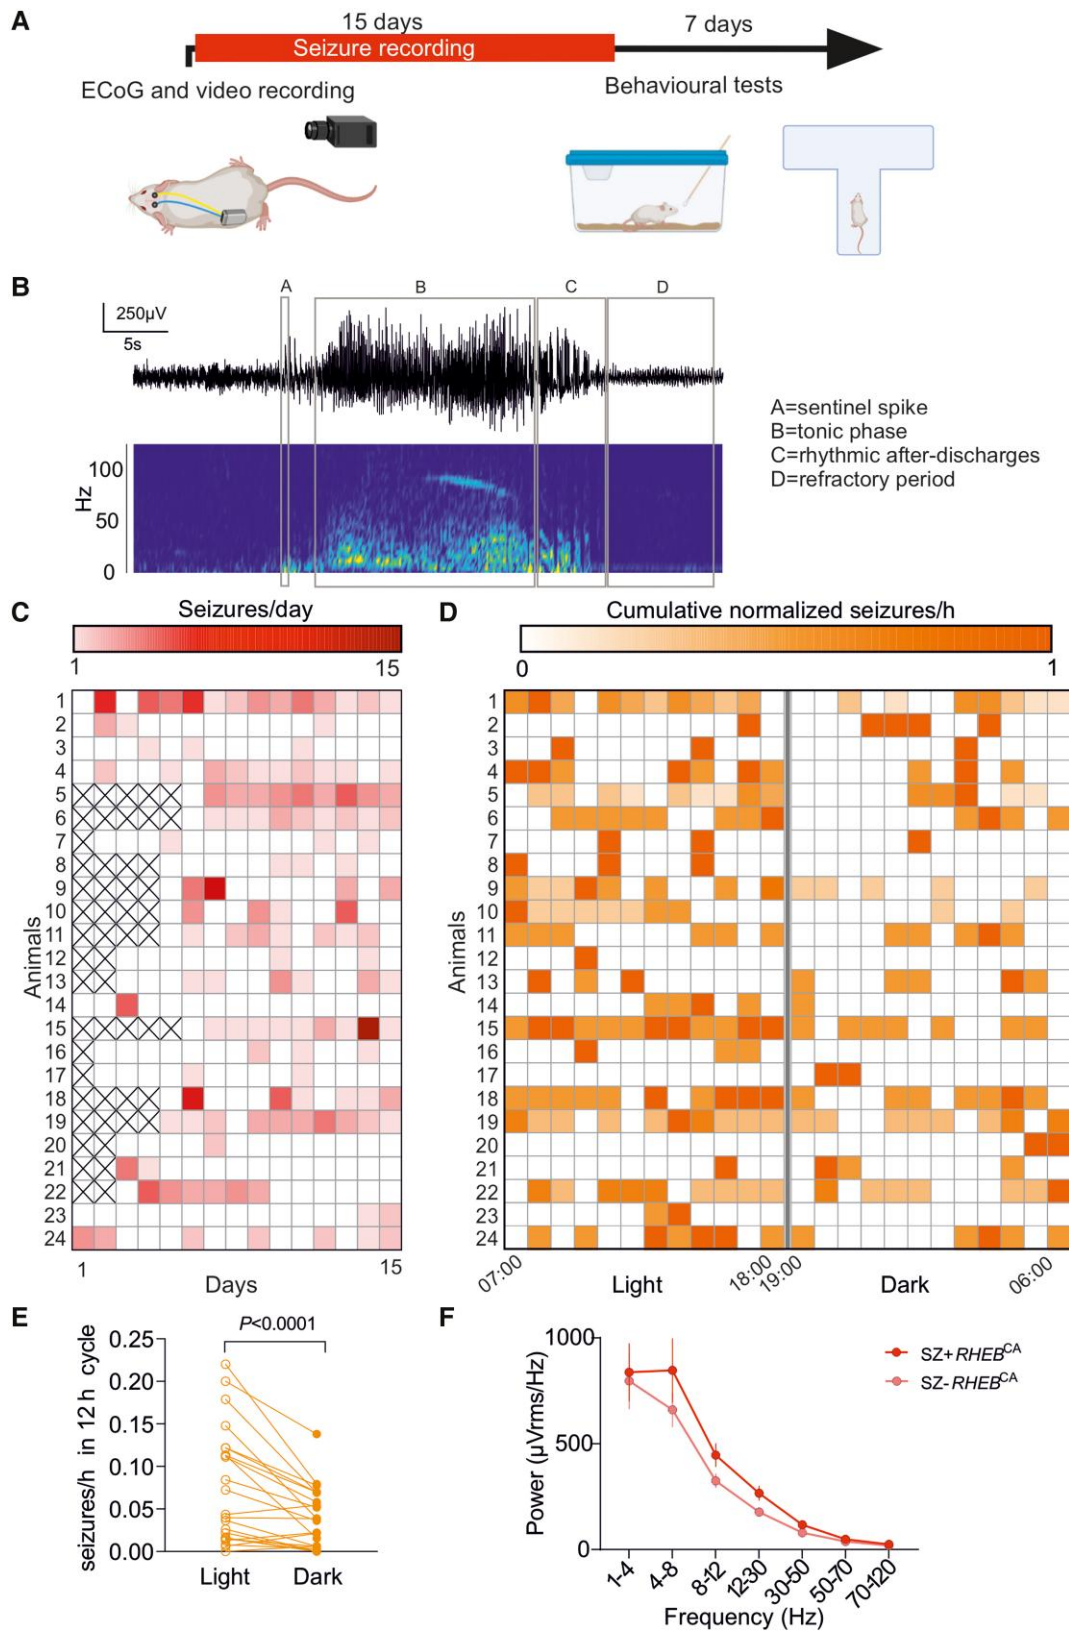 A
15 days
7 days
Seizure recording
ECoG and video recording
Behavioural tests
B
A
B
C
D
250µV
5s
A=sentinel spike
B=tonic phase
C=rhythmic after-discharges
D=refractory period
Hz
100
50
0
C
Seizures/day
1
15
Animals
1
2
3
4
5
6
7
8
9
10
11
12
13
14
15
16
17
18
19
20
21
22
23
24
1
15
Days
D
Cumulative normalized seizures/h
0
1
Animals
1
2
3
4
5
6
7
8
9
10
11
12
13
14
15
16
17
18
19
20
21
22
23
24
07:00
Light
18:00
19:00
Dark
06:00
E
P<0.0001
seizures/h in 12 h cycle
0.25
0.20
0.15
0.10
0.05
0.00
Light
Dark
F
Power (µVrms/Hz)
1000
500
0
SZ+RHEB^CA
SZ-RHEB^CA
1-4
4-8
8-12
12-30
30-50
50-70
70-120
Frequency (Hz)